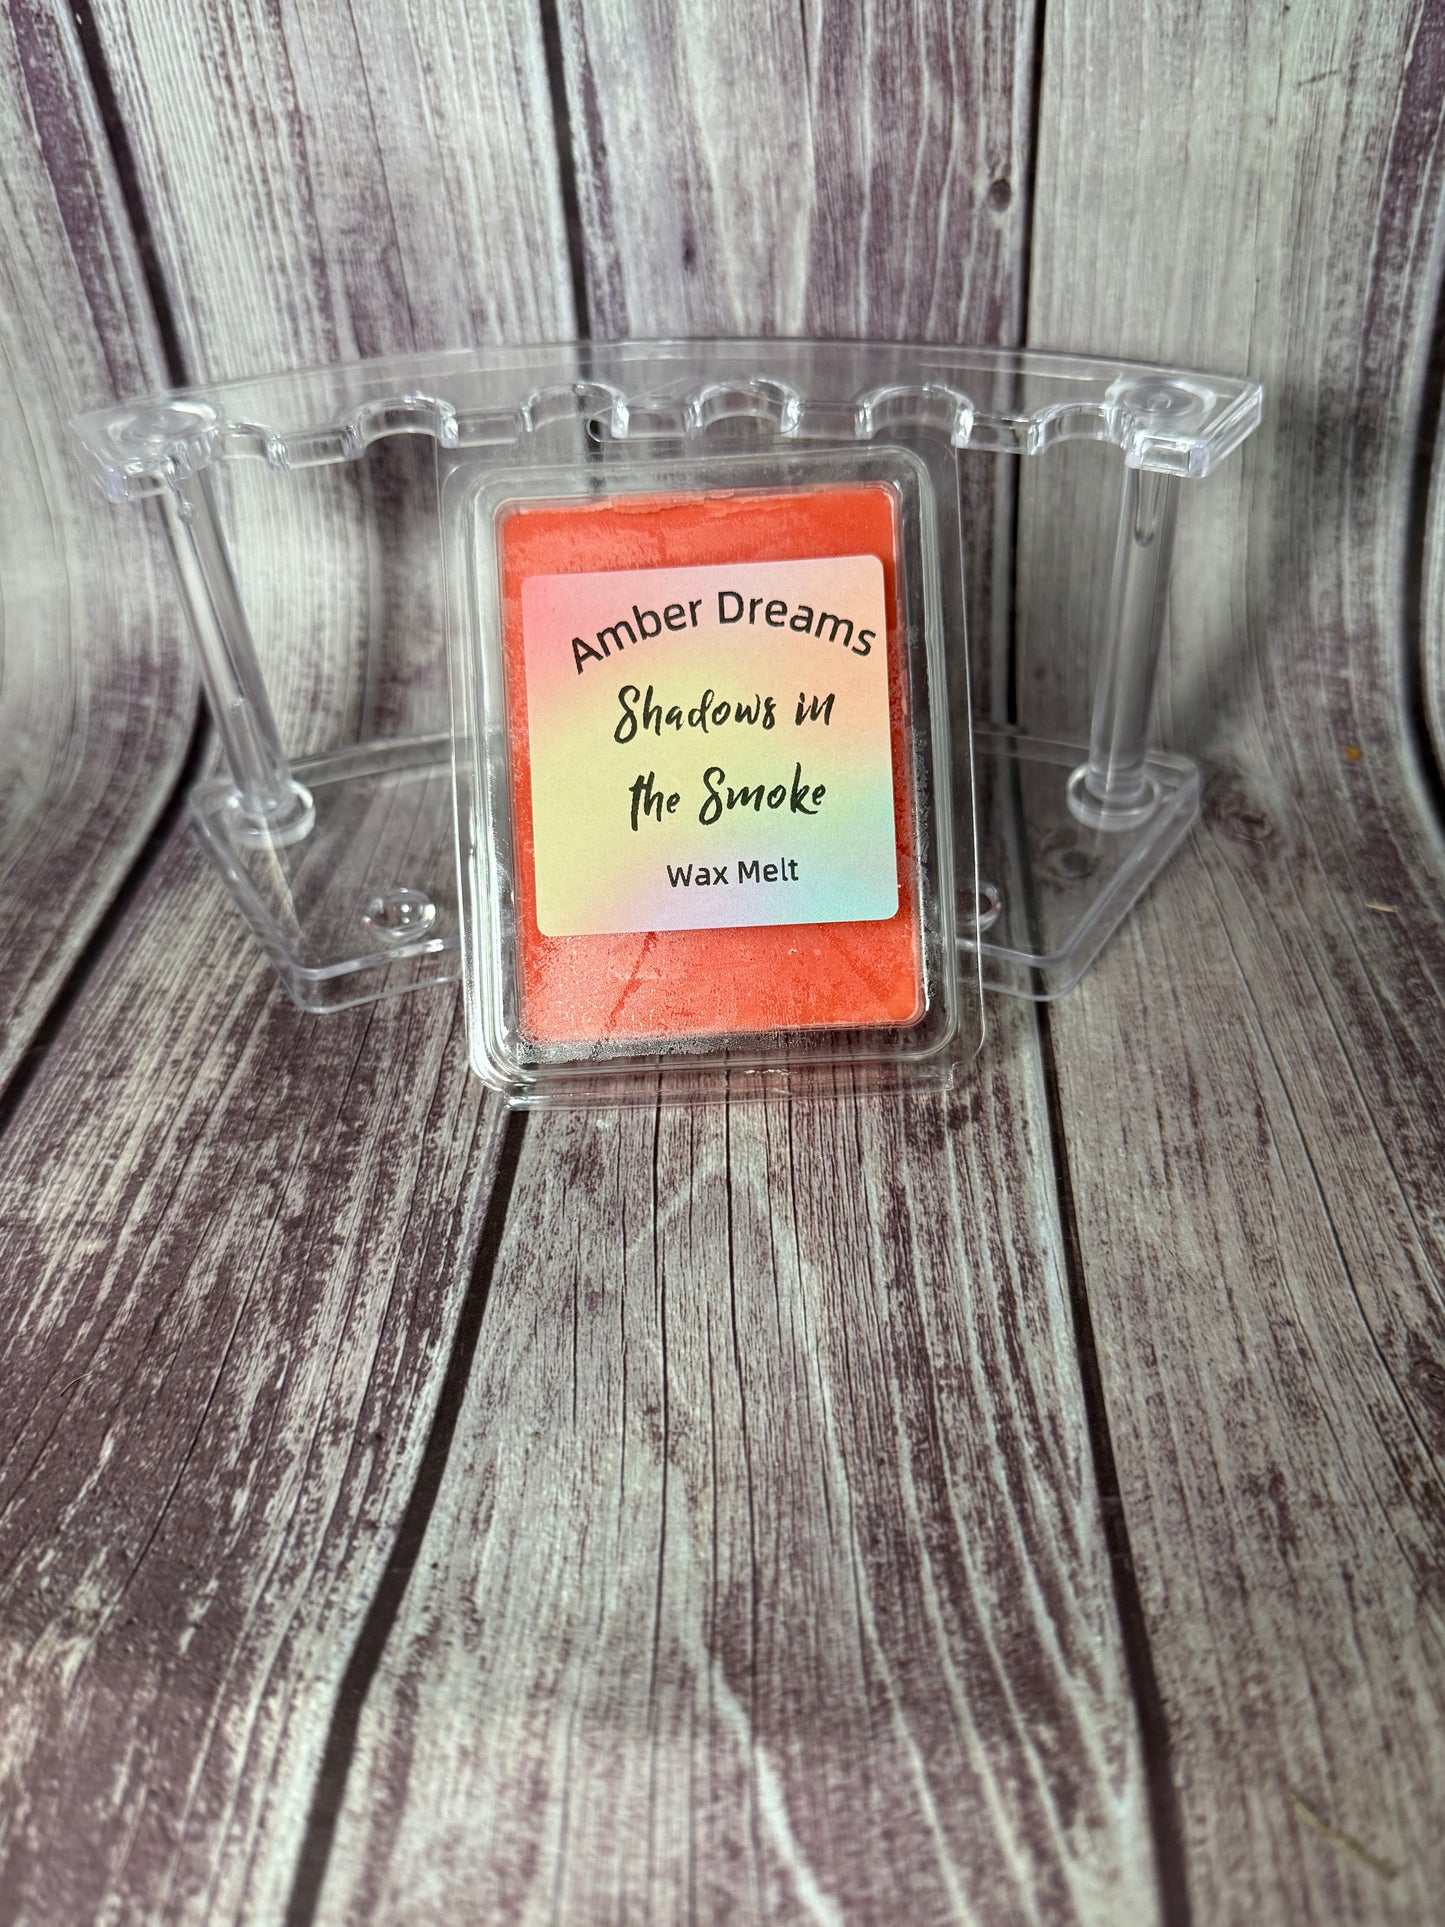 Amber Dreams
Shadows in
the Smoke
Wax Melt